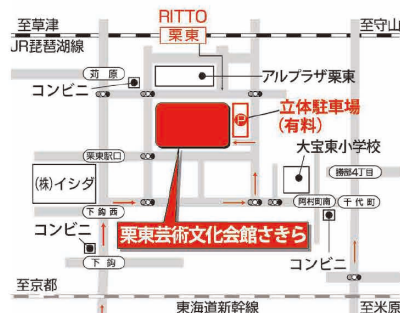 RITTO
至草津
栗東
至守山
JR琵琶湖線
苅原
アルプラザ栗東
コンビニ
立体駐車場
(有料)
P
大宝東小学校
栗東駅口
勝部4丁目
(株)イシダ
下鈎西
阿村町南
千代町
コンビニ
栗東芸術文化会館さきら
下鈎
コンビニ
至京都
東海道新幹線
至米原